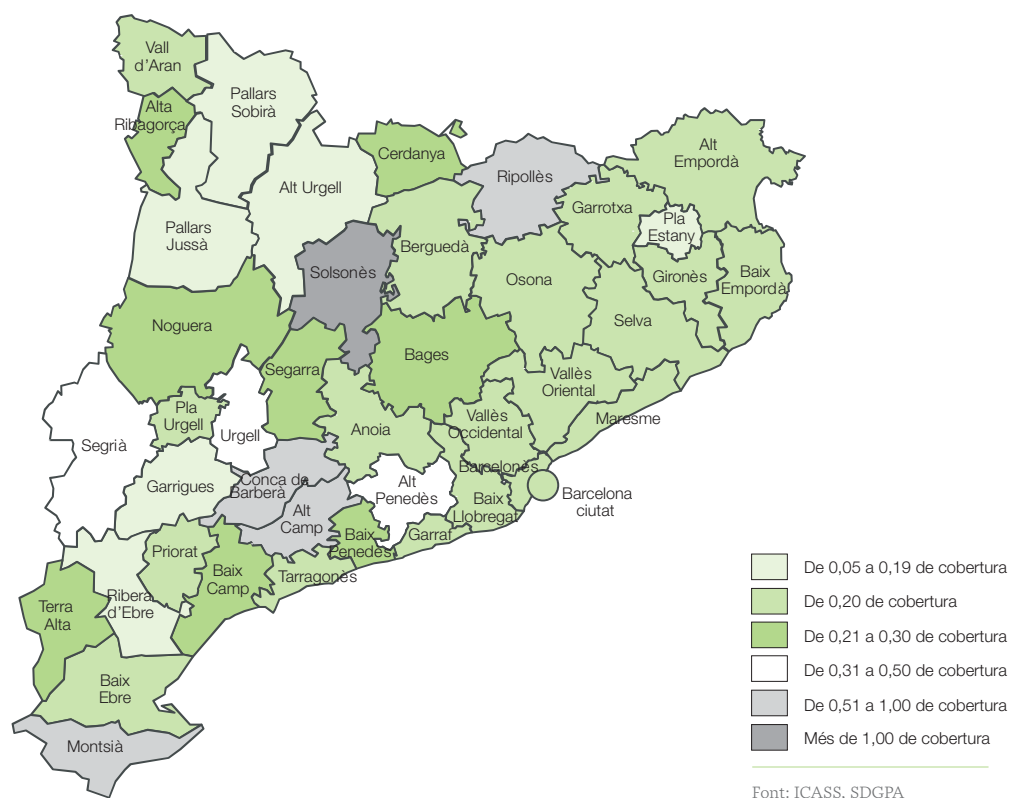 Vall
d'Aran
Pallars
Sobirà
Alta
Ribagorça
Cerdanya
Alt
Empordà
Ripollès
Alt Urgell
Garrotxa
Pla
Estany
Pallars
Jussà
Berguedà
Solsonès
Osona
Gironès
Baix
Empordà
Noguera
Selva
Bages
Segarra
Vallès
Oriental
Pla
Urgell
Urgell
Anoia
Vallès
Occidental
Maresme
Segrià
Barcelonès
Garrigues
Conca de
Barberà
Alt
Penedès
Baix
Llobregat
Barcelona
ciutat
Alt
Camp
Baix
Penedès
Garraf
Priorat
Baix
Camp
Tarragonès
Ribera
d'Ebre
Terra
Alta
Baix
Ebre
Montsià
De 0,05 a 0,19 de cobertura
De 0,20 de cobertura
De 0,21 a 0,30 de cobertura
De 0,31 a 0,50 de cobertura
De 0,51 a 1,00 de cobertura
Més de 1,00 de cobertura
Font: ICASS, SDGPA